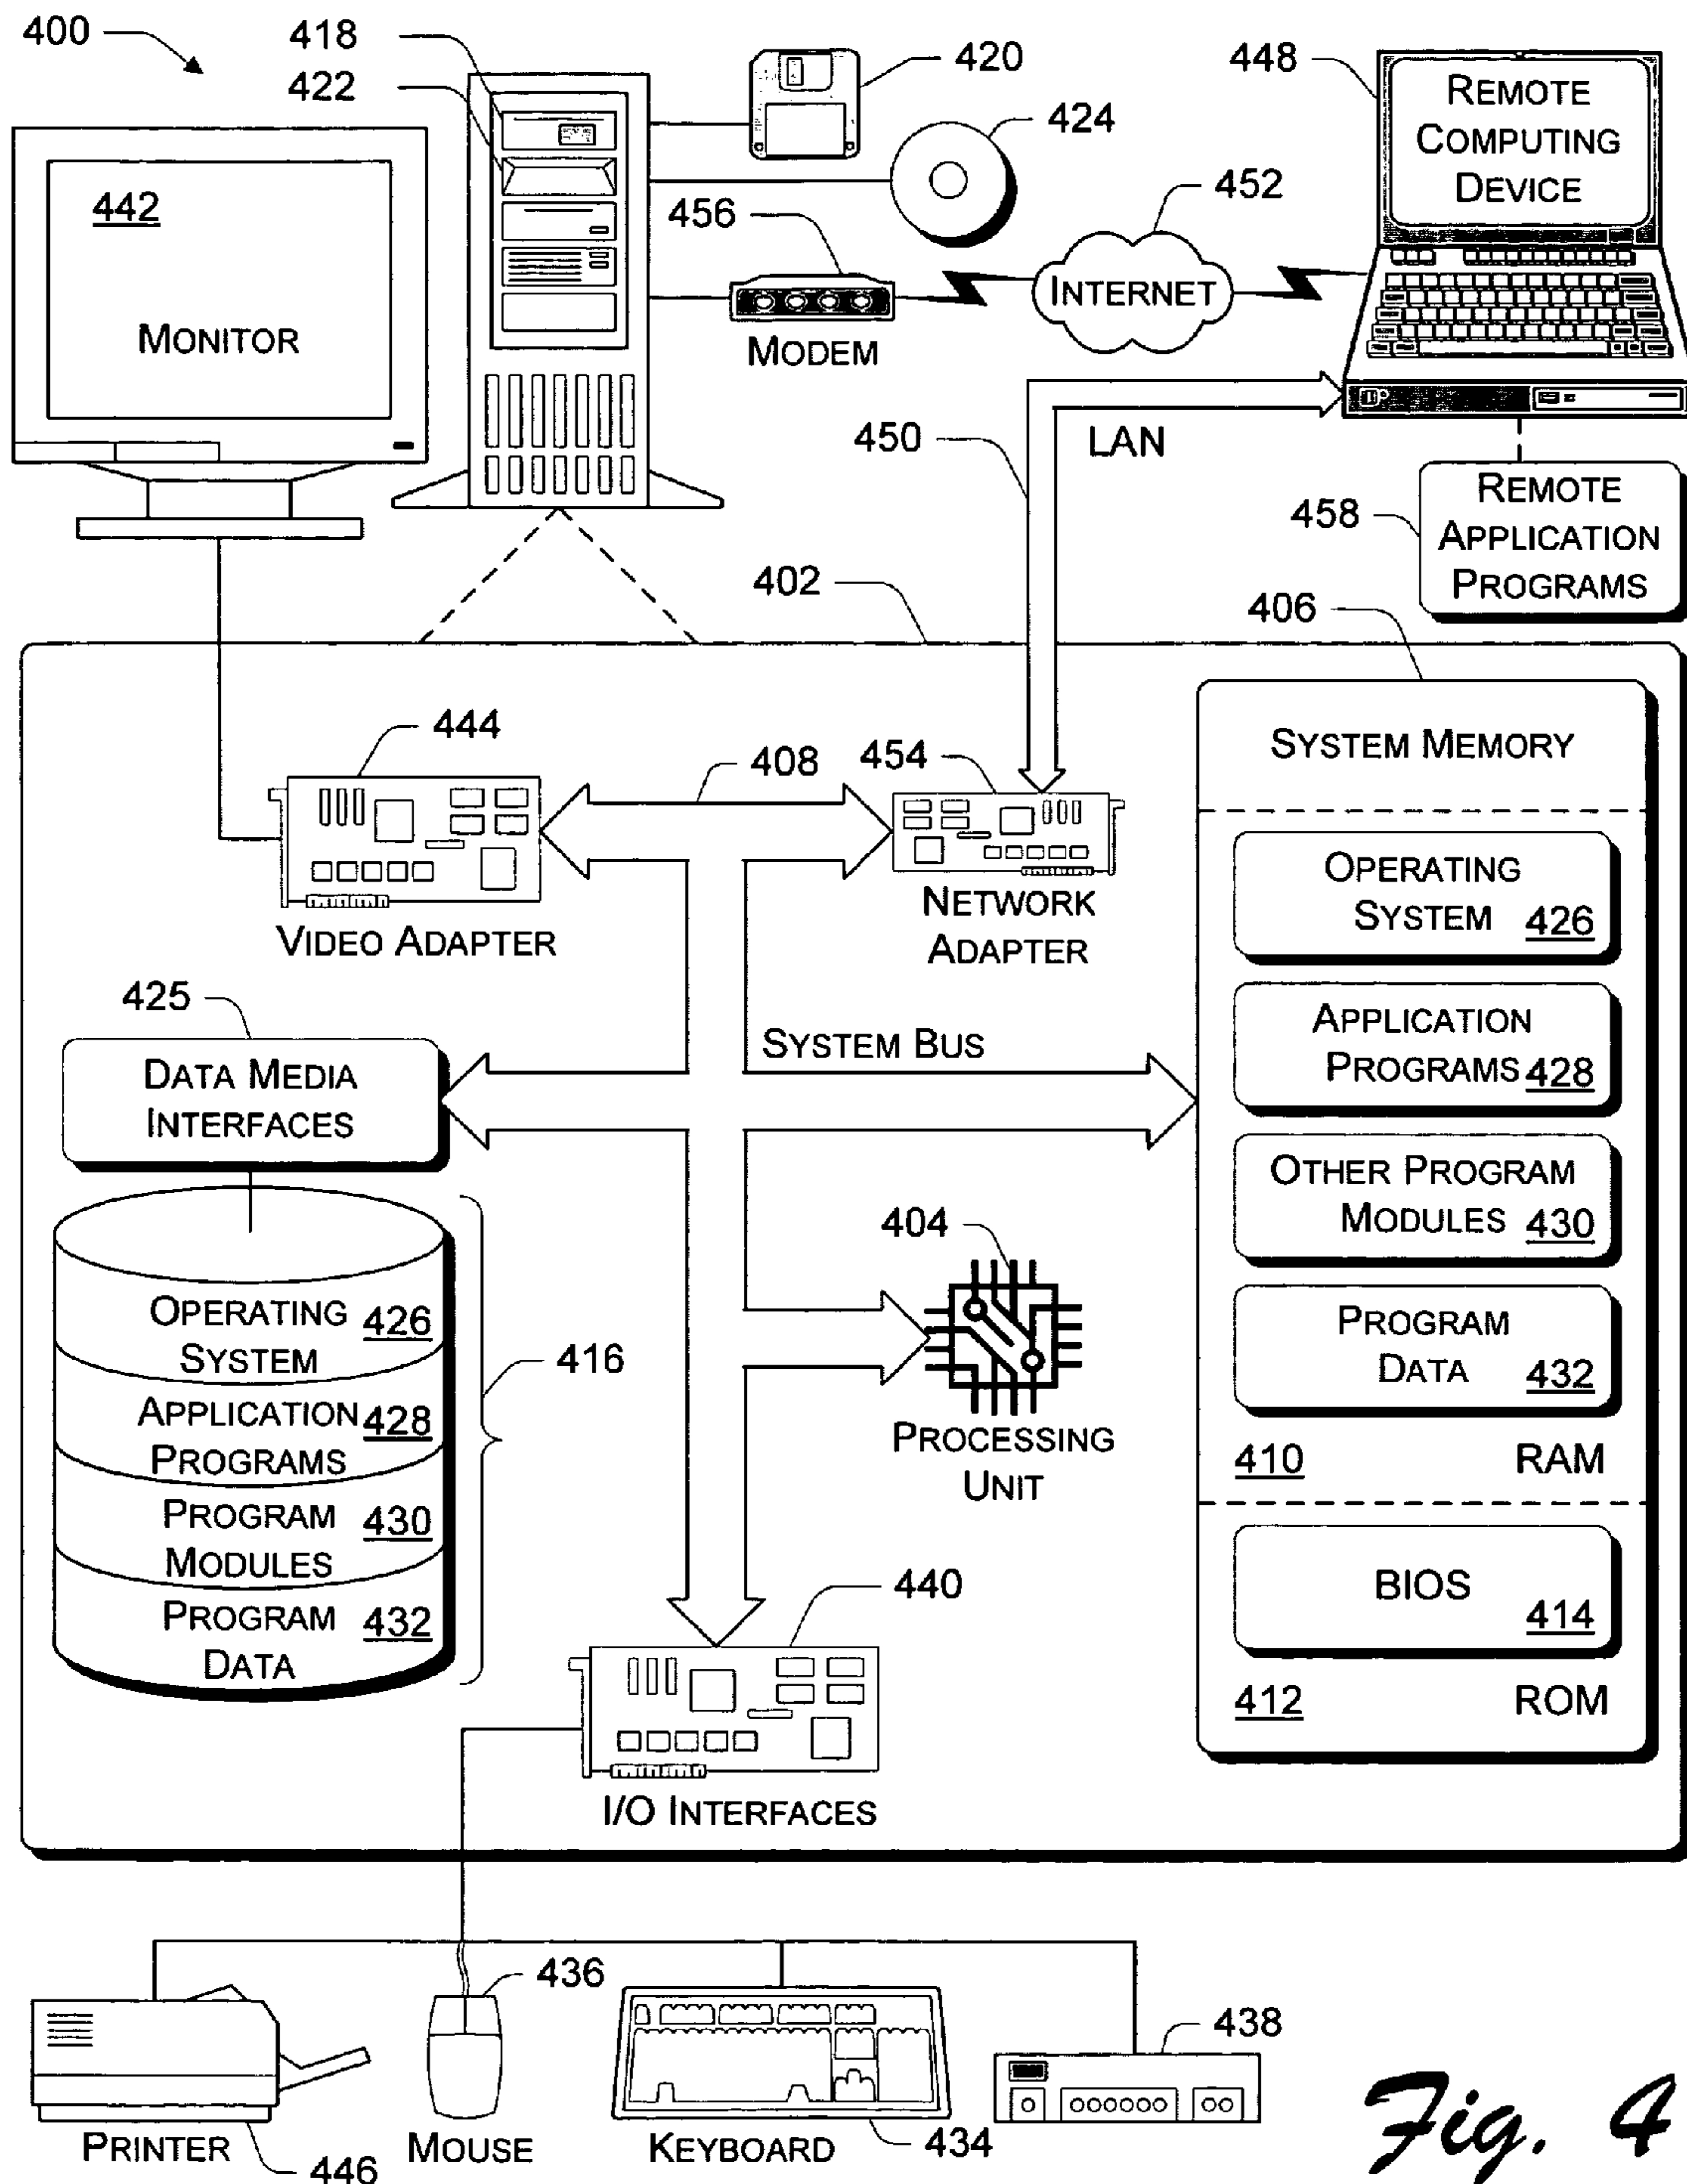 400
418
422
420
424
448
REMOTE
COMPUTING
DEVICE
442
MONITOR
456
MODEM
452
INTERNET
450
LAN
458
REMOTE
APPLICATION
PROGRAMS
402
406
444
VIDEO ADAPTER
408
454
NETWORK
ADAPTER
SYSTEM MEMORY
OPERATING
SYSTEM 426
APPLICATION
PROGRAMS 428
OTHER PROGRAM
MODULES 430
PROGRAM
DATA 432
410 RAM
BIOS
414
412 ROM
425
DATA MEDIA
INTERFACES
SYSTEM BUS
OPERATING 426
SYSTEM
APPLICATION 428
PROGRAMS
PROGRAM 430
MODULES
PROGRAM 432
DATA
416
404
PROCESSING
UNIT
440
I/O INTERFACES
PRINTER
446
436
MOUSE
KEYBOARD
434
438
Fig. 4